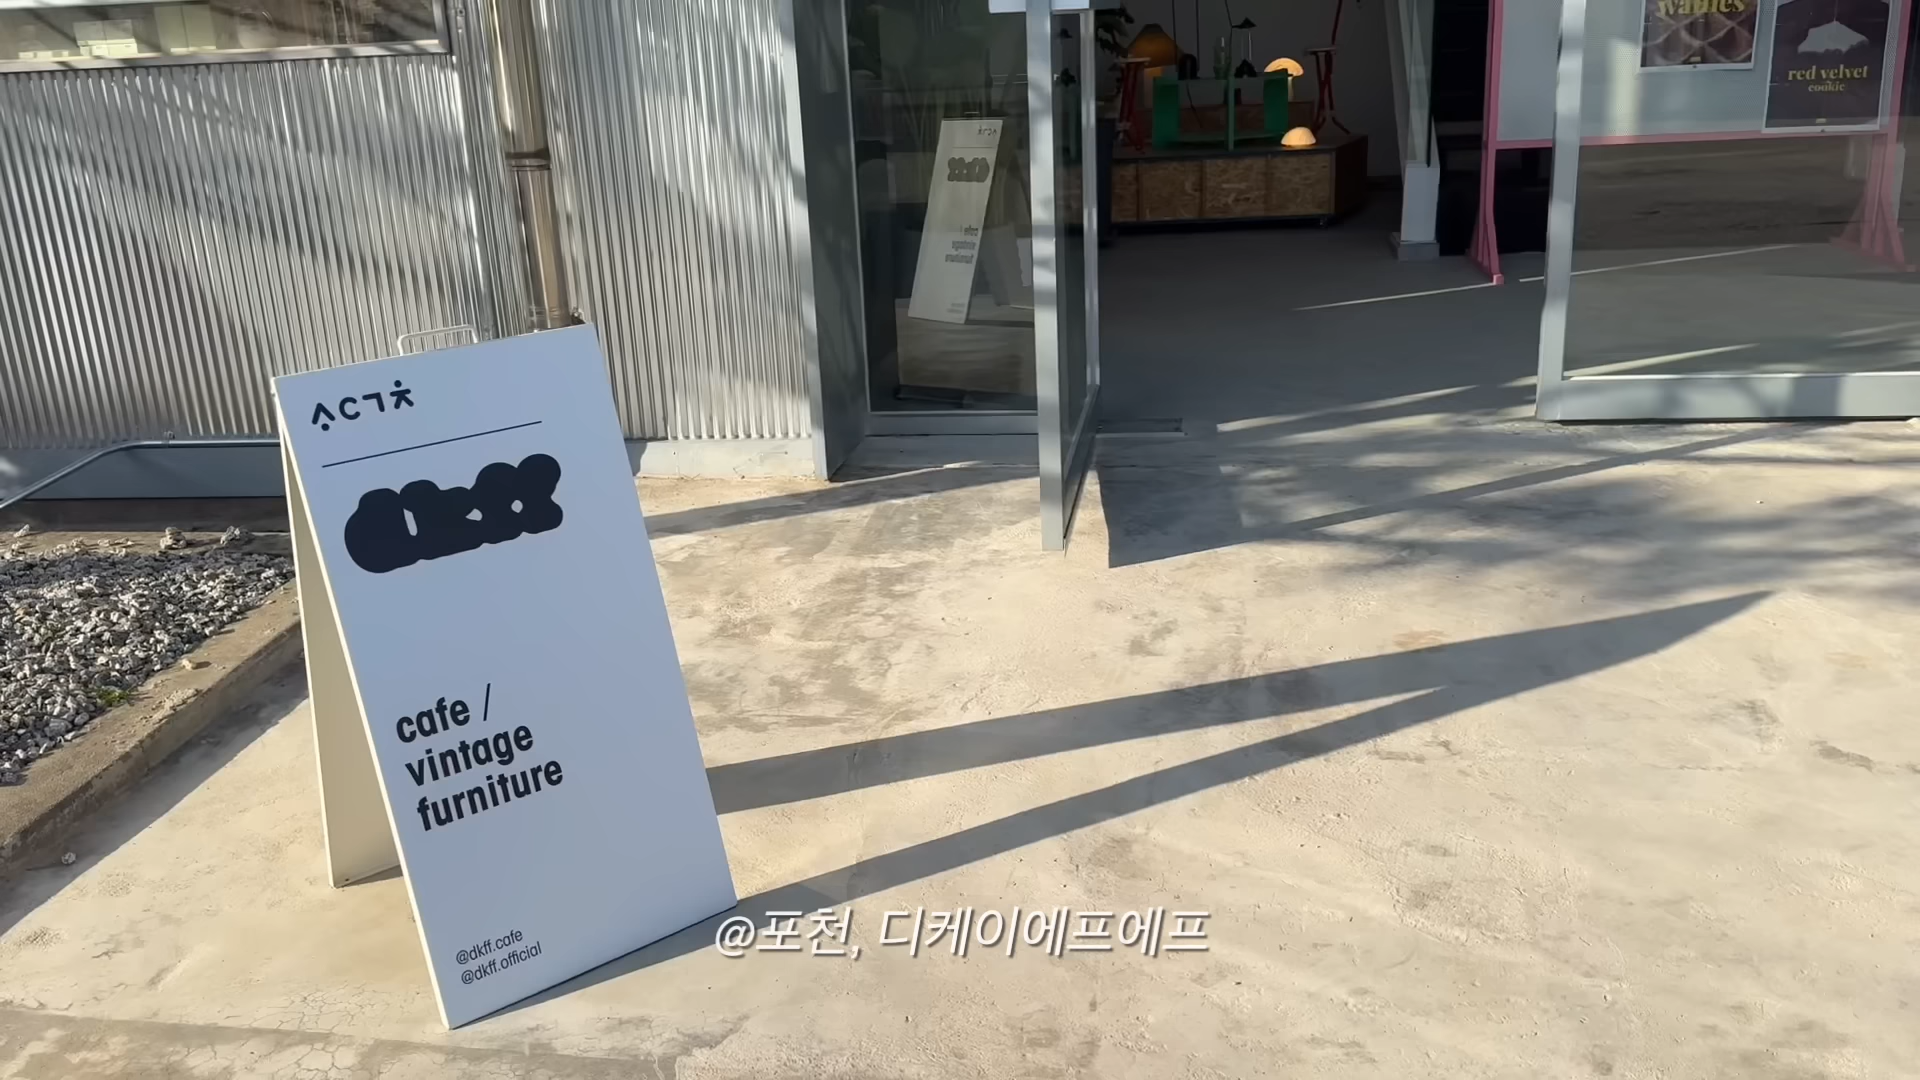 waffles
red velvet
cookie
cafe /
vintage
furniture
@dkff.cafe
@dkff.official
@포천, 디케이에프에프